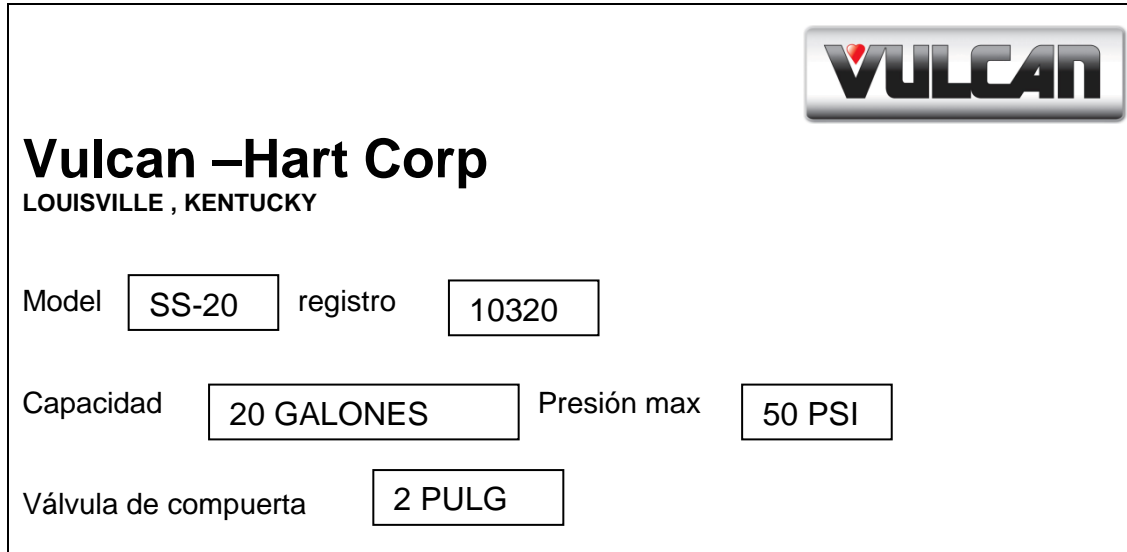 VULCAN
Vulcan –Hart Corp
LOUISVILLE , KENTUCKY
Model SS-20 registro 10320
Capacidad 20 GALONES Presión max 50 PSI
Válvula de compuerta 2 PULG